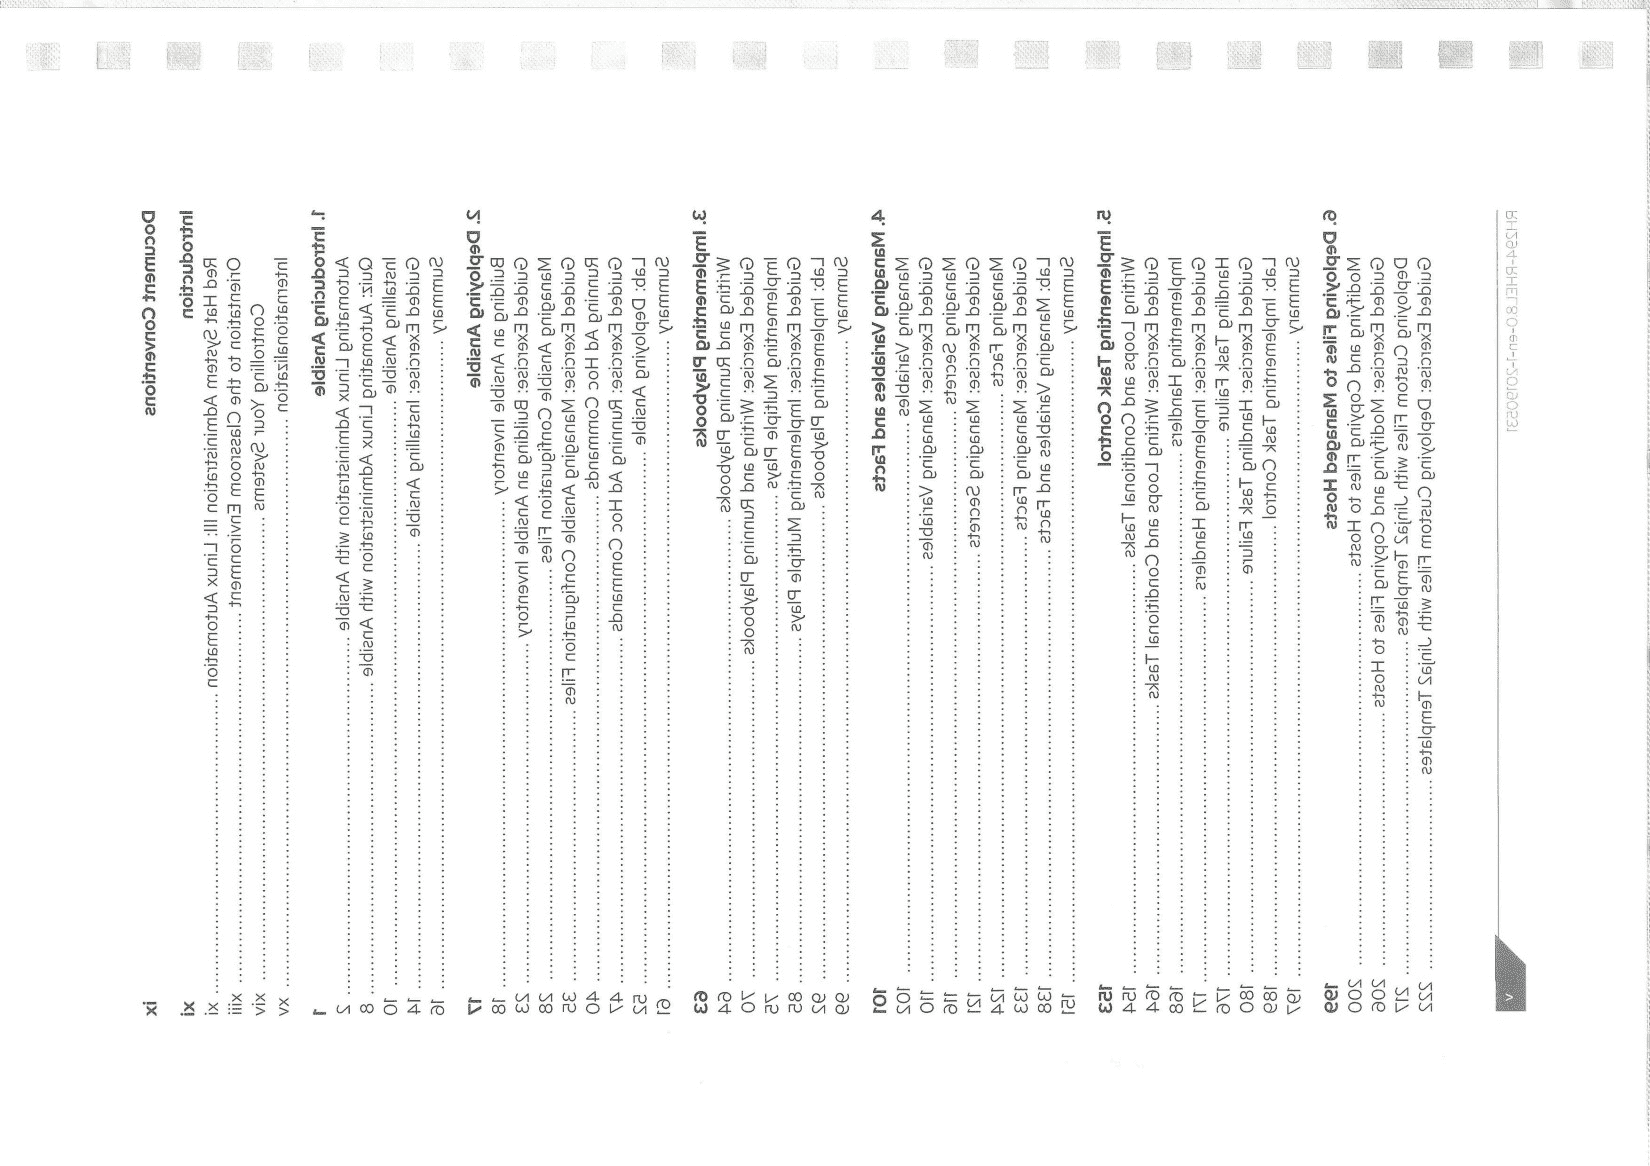 Document Conventions ix
Introduction xi
Red Hat System Administration III: Linux Automation ........ xi
Orientation to the Classroom Environment ........ xiii
Controlling Your Systems ........ xiv
Internationalization ........ xv
1. Introducing Ansible 1
Automating Linux Administration with Ansible ........ 2
Quiz: Automating Linux Administration with Ansible ........ 8
Installing Ansible ........ 10
Guided Exercise: Installing Ansible ........ 14
Summary ........ 16
2. Deploying Ansible 17
Building an Ansible Inventory ........ 18
Guided Exercise: Building an Ansible Inventory ........ 23
Managing Ansible Configuration Files ........ 28
Guided Exercise: Managing Ansible Configuration Files ........ 35
Running Ad Hoc Commands ........ 40
Guided Exercise: Running Ad Hoc Commands ........ 47
Lab: Deploying Ansible ........ 52
Summary ........ 61
3. Implementing Playbooks 63
Writing and Running Playbooks ........ 64
Guided Exercise: Writing and Running Playbooks ........ 70
Implementing Multiple Plays ........ 75
Guided Exercise: Implementing Multiple Plays ........ 85
Lab: Implementing Playbooks ........ 92
Summary ........ 99
4. Managing Variables and Facts 101
Managing Variables ........ 102
Guided Exercise: Managing Variables ........ 110
Managing Secrets ........ 116
Guided Exercise: Managing Secrets ........ 121
Managing Facts ........ 124
Guided Exercise: Managing Facts ........ 133
Lab: Managing Variables and Facts ........ 138
Summary ........ 151
5. Implementing Task Control 153
Writing Loops and Conditional Tasks ........ 154
Guided Exercise: Writing Loops and Conditional Tasks ........ 164
Implementing Handlers ........ 168
Guided Exercise: Implementing Handlers ........ 171
Handling Task Failure ........ 176
Guided Exercise: Handling Task Failure ........ 180
Lab: Implementing Task Control ........ 189
Summary ........ 197
6. Deploying Files to Managed Hosts 199
Modifying and Copying Files to Hosts ........ 200
Guided Exercise: Modifying and Copying Files to Hosts ........ 206
Deploying Custom Files with Jinja2 Templates ........ 217
Guided Exercise: Deploying Custom Files with Jinja2 Templates ........ 222
RH294-RHEL8.0-en-1-20190531 v